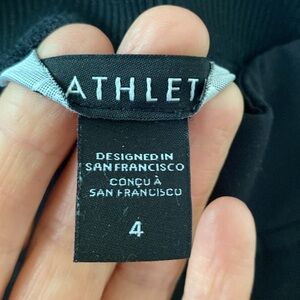 ATHLET
DESIGNED IN
SAN FRANCISCO
CONÇU À
SAN FRANCISCO
4